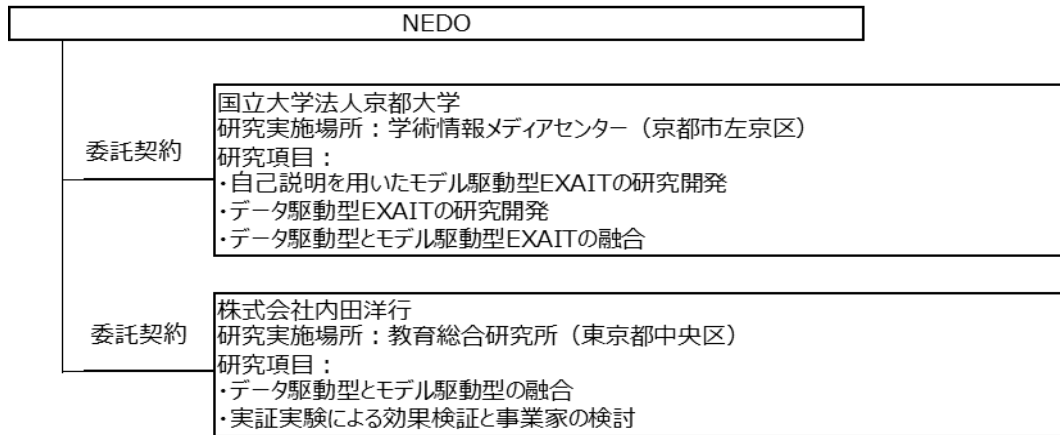 NEDO
国立大学法人京都大学
研究実施場所：学術情報メディアセンター（京都市左京区）
委託契約
研究項目：
・自己説明を用いたモデル駆動型EXAITの研究開発
・データ駆動型EXAITの研究開発
・データ駆動型とモデル駆動型EXAITの融合
株式会社内田洋行
委託契約
研究実施場所：教育総合研究所（東京都中央区）
研究項目：
・データ駆動型とモデル駆動型の融合
・実証実験による効果検証と事業家の検討